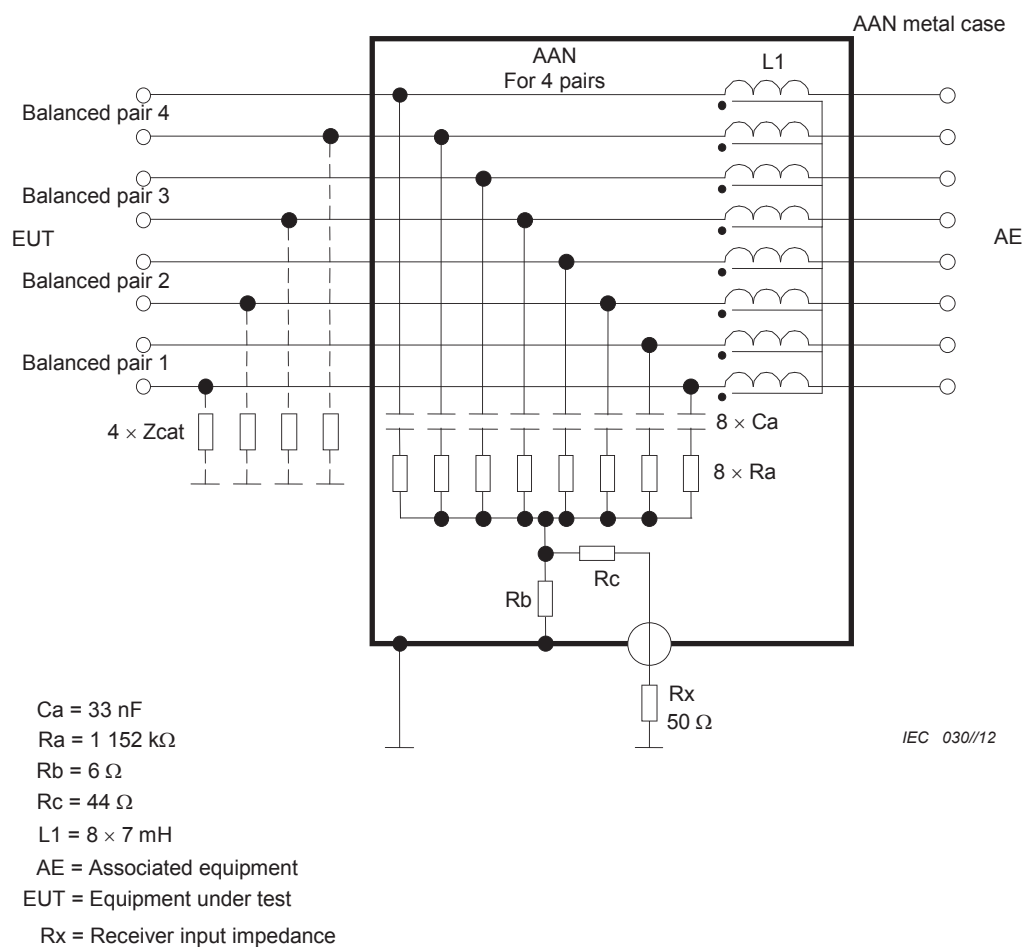 AAN metal case
AAN
For 4 pairs
L1
Balanced pair 4
Balanced pair 3
EUT
AE
Balanced pair 2
Balanced pair 1
4 × Zcat
8 × Ca
8 × Ra
Rc
Rb
Rx
50 Ω
Ca = 33 nF
Ra = 1 152 kΩ
Rb = 6 Ω
Rc = 44 Ω
L1 = 8 × 7 mH
AE = Associated equipment
EUT = Equipment under test
Rx = Receiver input impedance
IEC 030//12